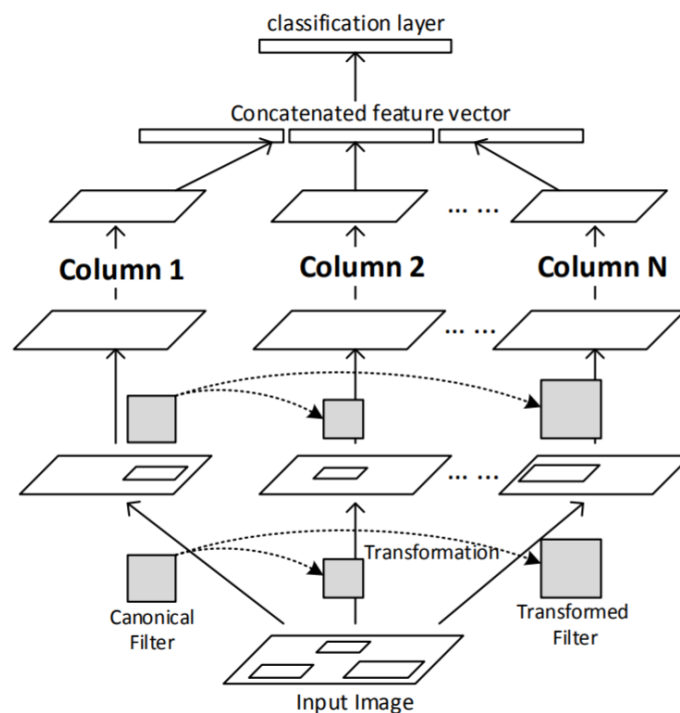 classification layer
Concatenated feature vector
... ...
Column 1
Column 2
Column N
... ...
... ...
Transformation
Canonical
Filter
Transformed
Filter
Input Image